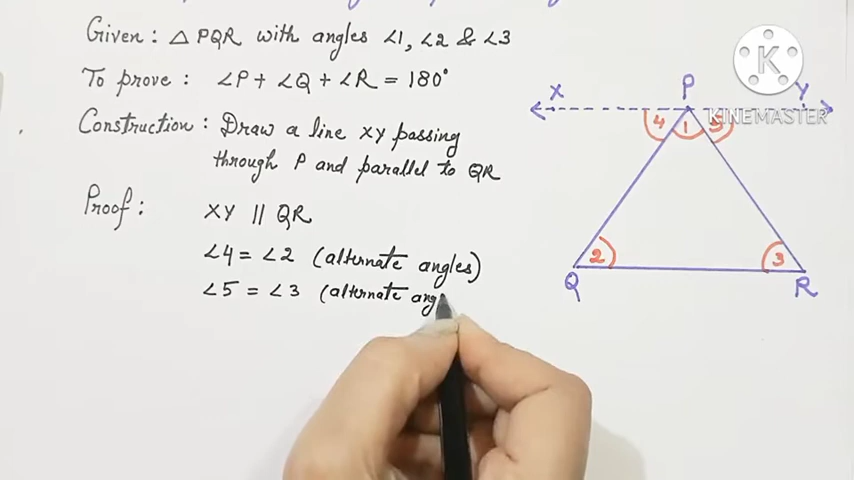 Given : △ PQR with angles ∠1, ∠2 & ∠3
To prove : ∠P + ∠Q + ∠R = 180°
Construction : Draw a line XY passing
through P and parallel to QR
Proof :
XY || QR
∠4 = ∠2 (alternate angles)
∠5 = ∠3 (alternate ang
K
KINEMASTER
X P Y
4 1 5
2 3
Q R